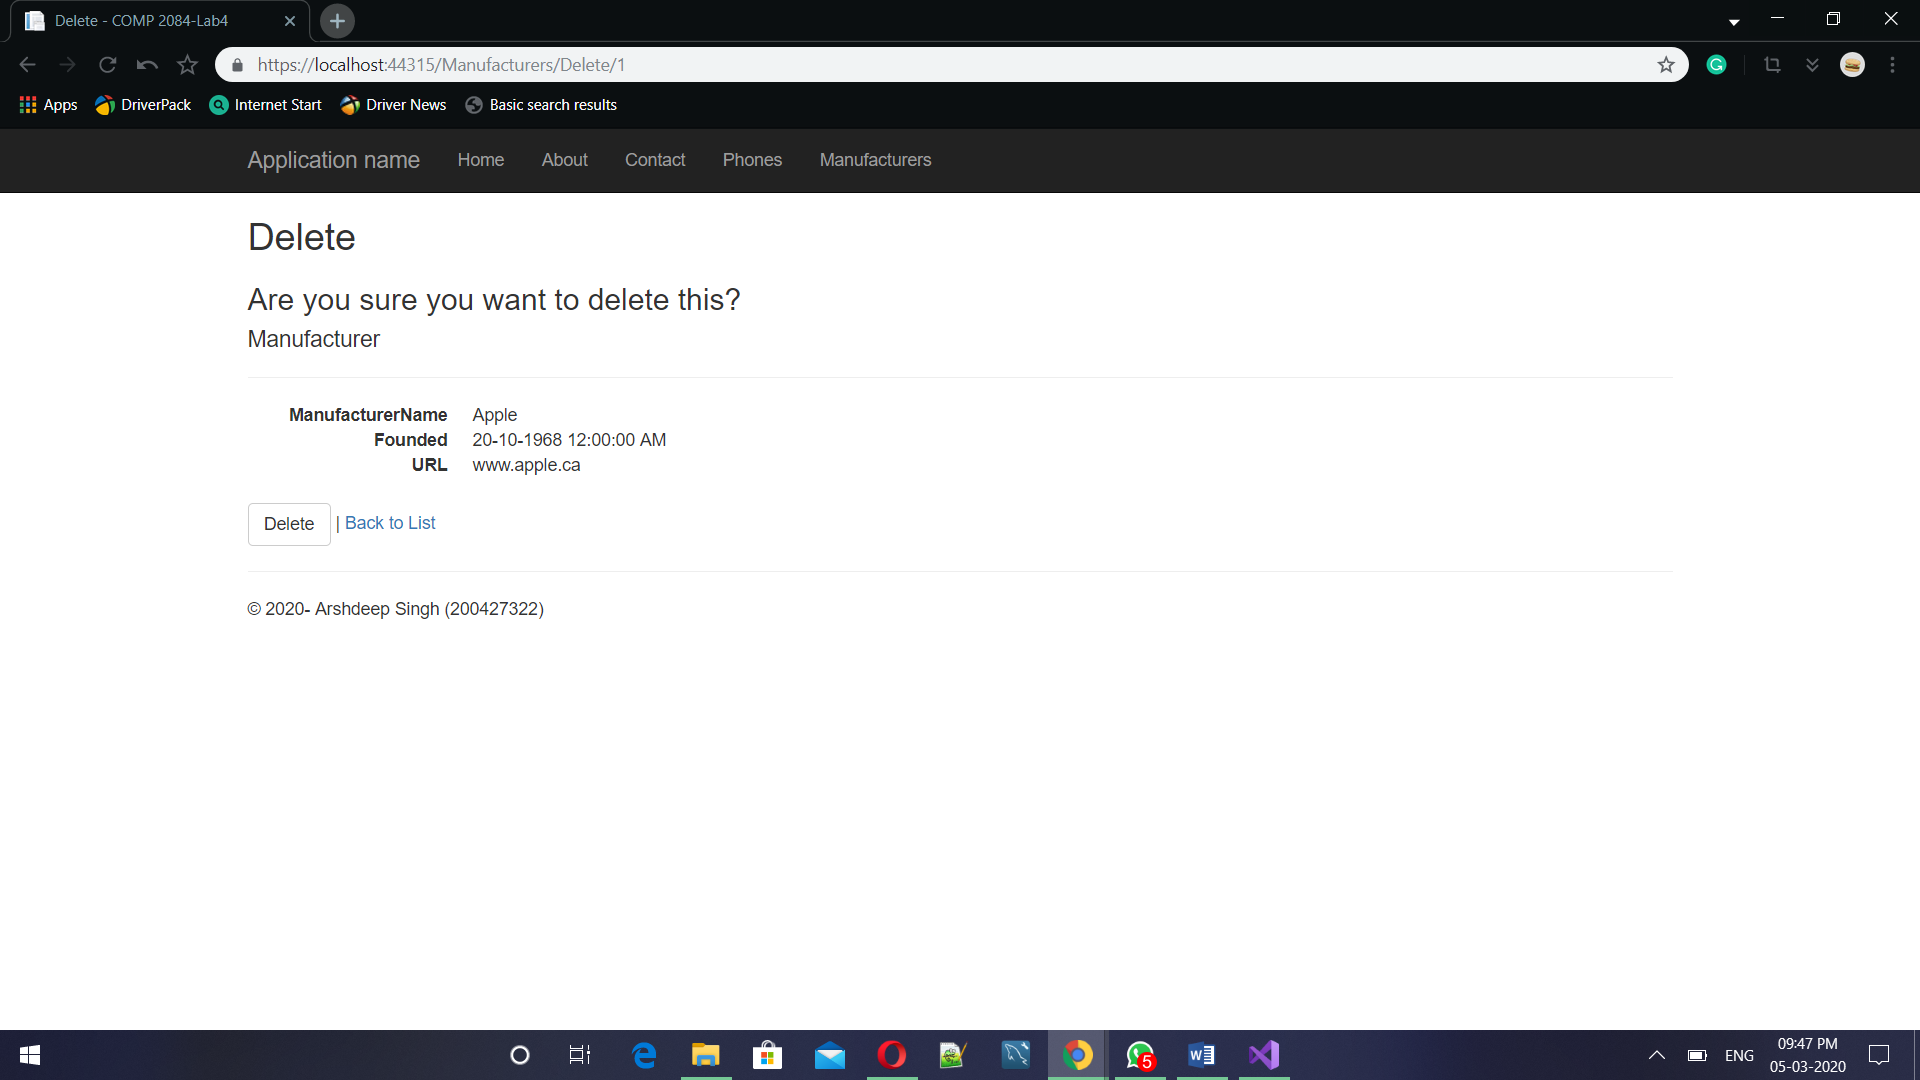 Delete - COMP 2084-Lab4
https://localhost:44315/Manufacturers/Delete/1
Apps DriverPack Internet Start Driver News Basic search results
Application name Home About Contact Phones Manufacturers
Delete
Are you sure you want to delete this?
Manufacturer
ManufacturerName Apple
Founded 20-10-1968 12:00:00 AM
URL www.apple.ca
Delete | Back to List
© 2020- Arshdeep Singh (200427322)
5
ENG
09:47 PM
05-03-2020